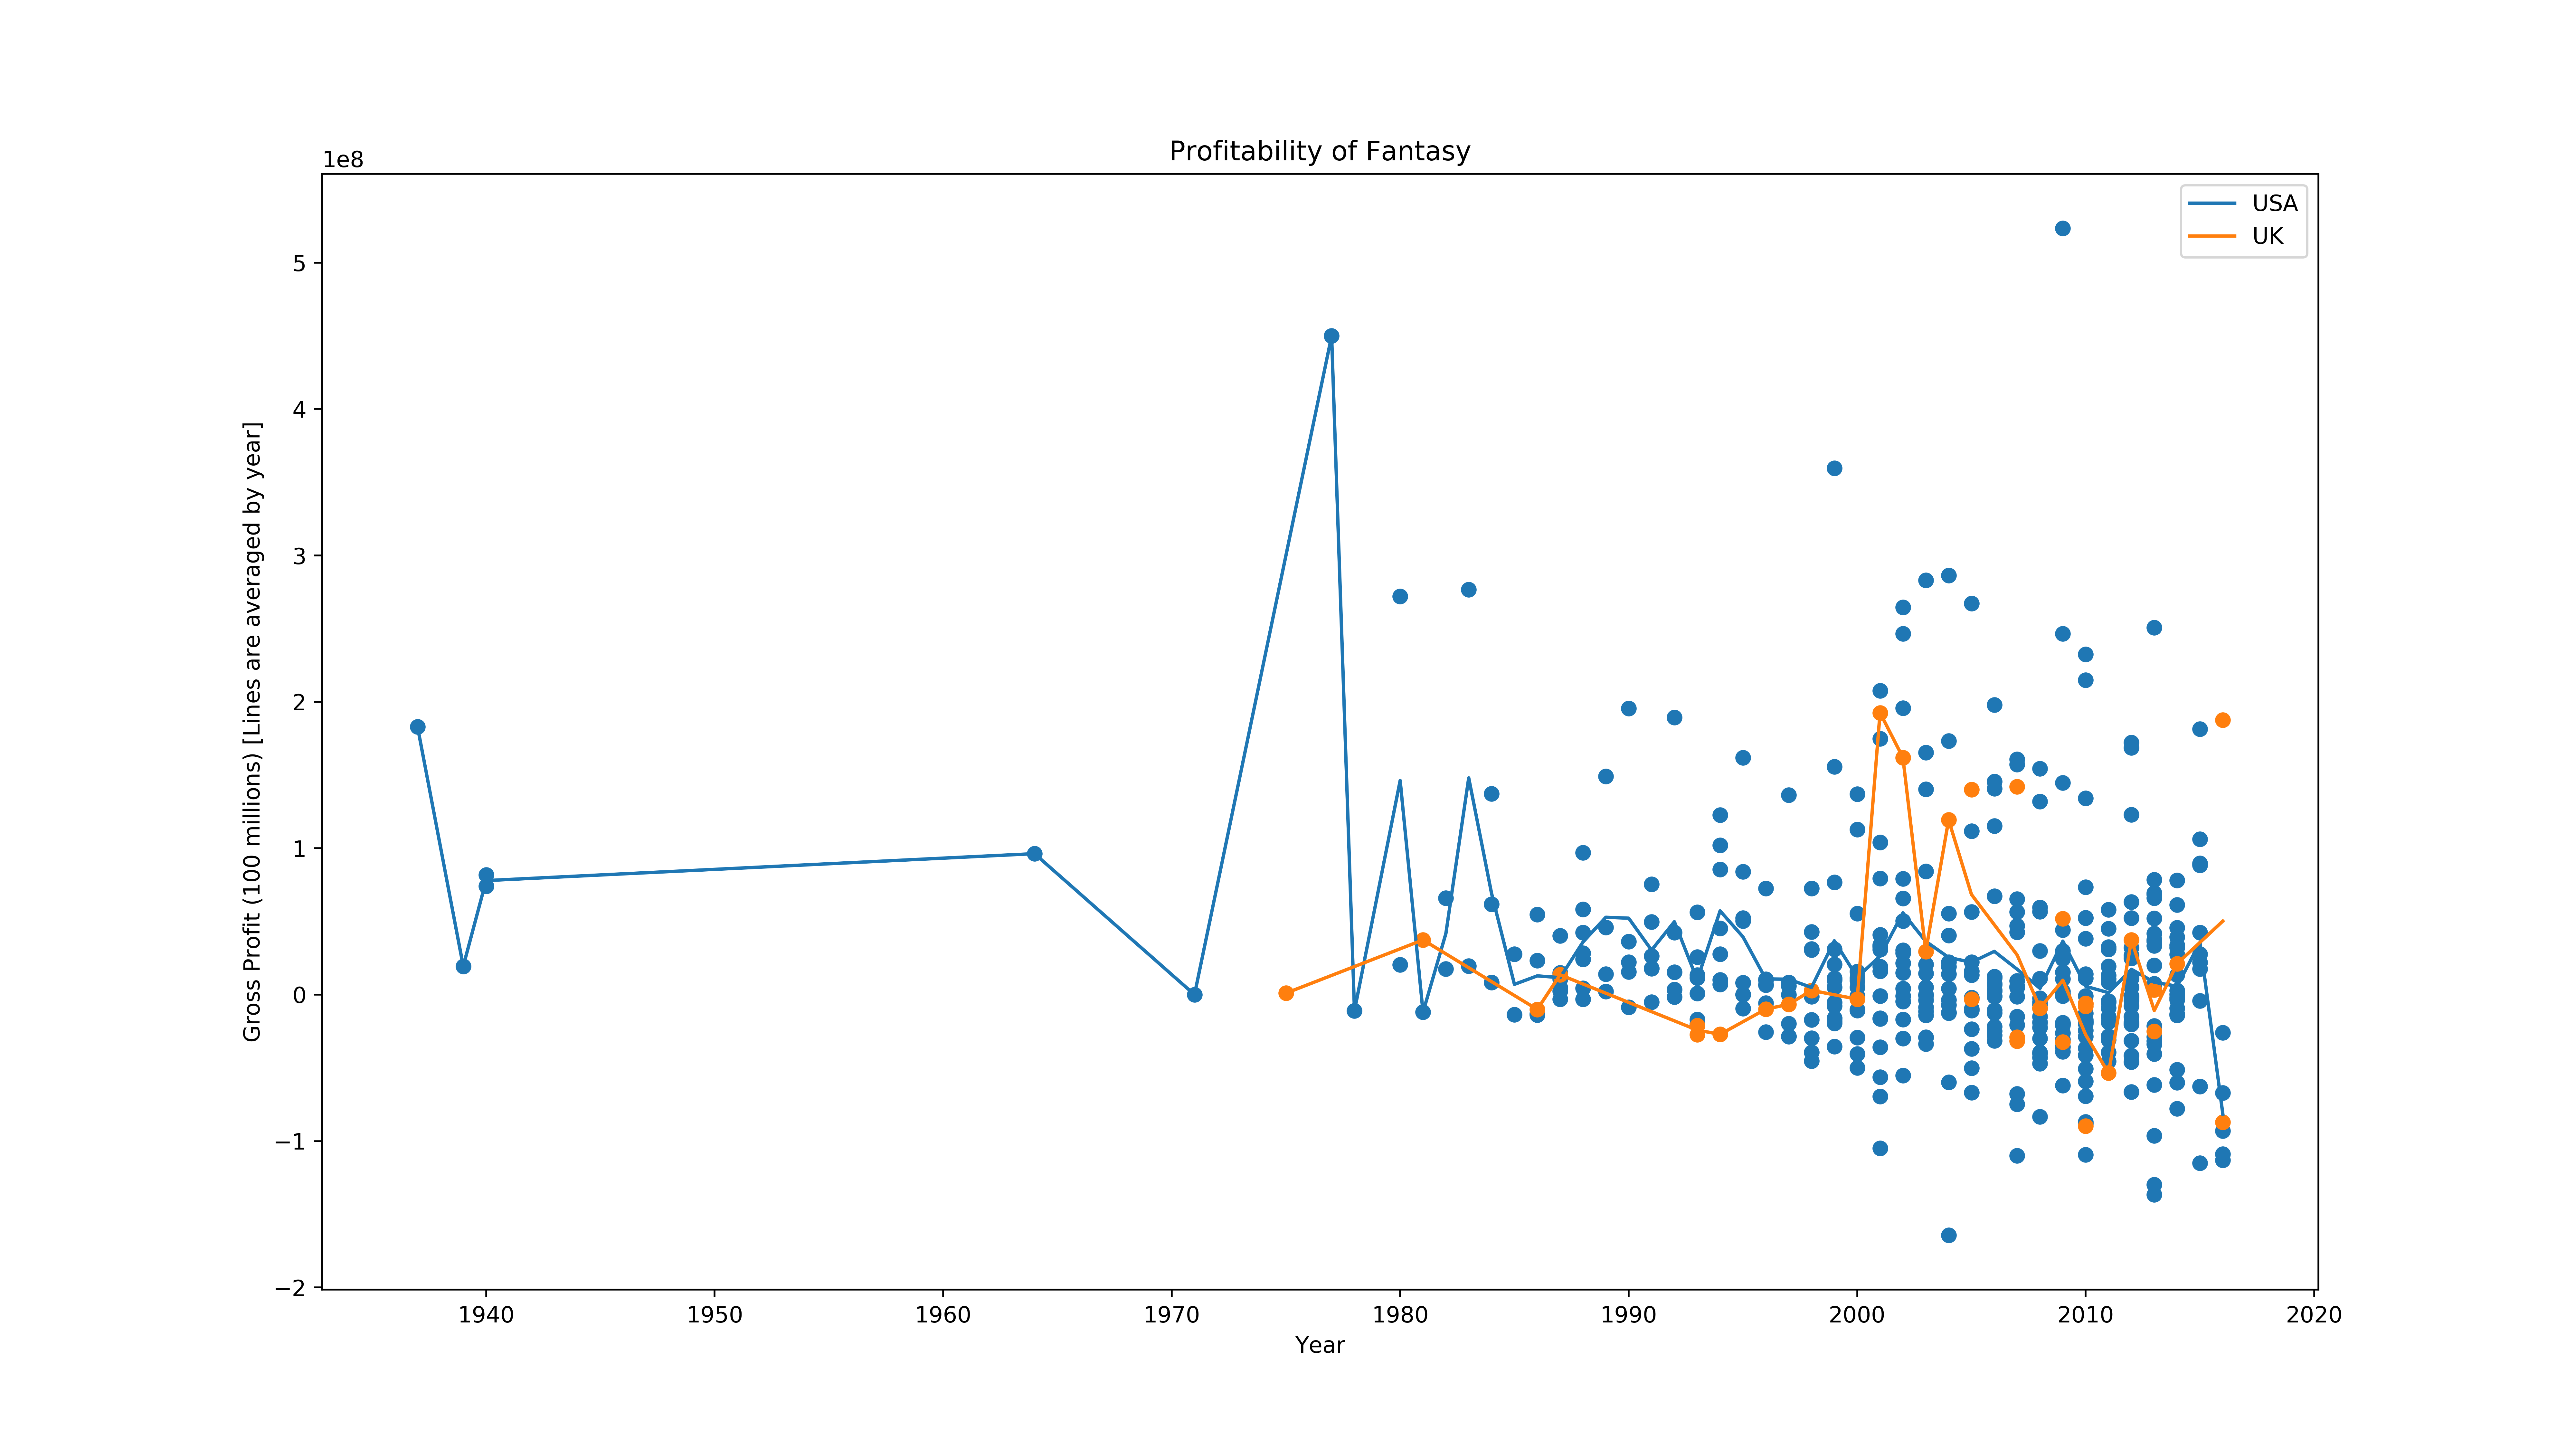 Profitability of Fantasy
1e8
USA
UK
5
4
3
2
1
0
−1
−2
Gross Profit (100 millions) [Lines are averaged by year]
1940 1950 1960 1970 1980 1990 2000 2010 2020
Year